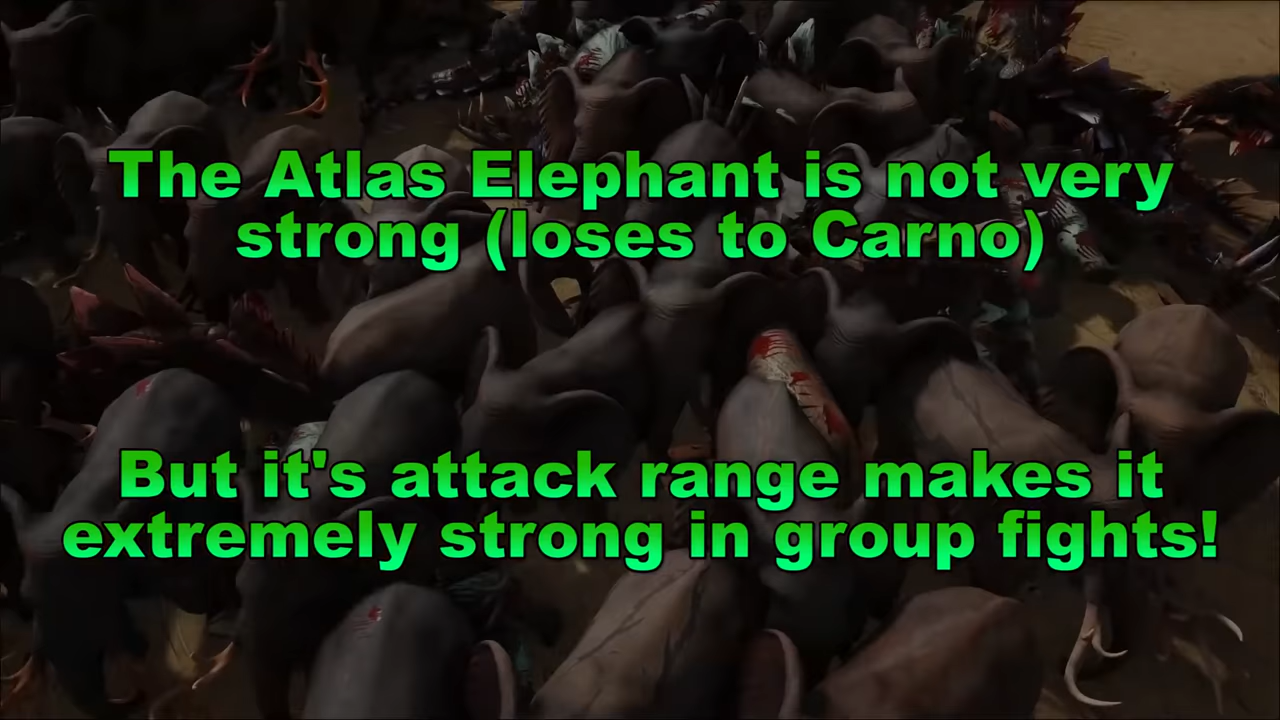 The Atlas Elephant is not very
strong (loses to Carno)
But it's attack range makes it
extremely strong in group fights!